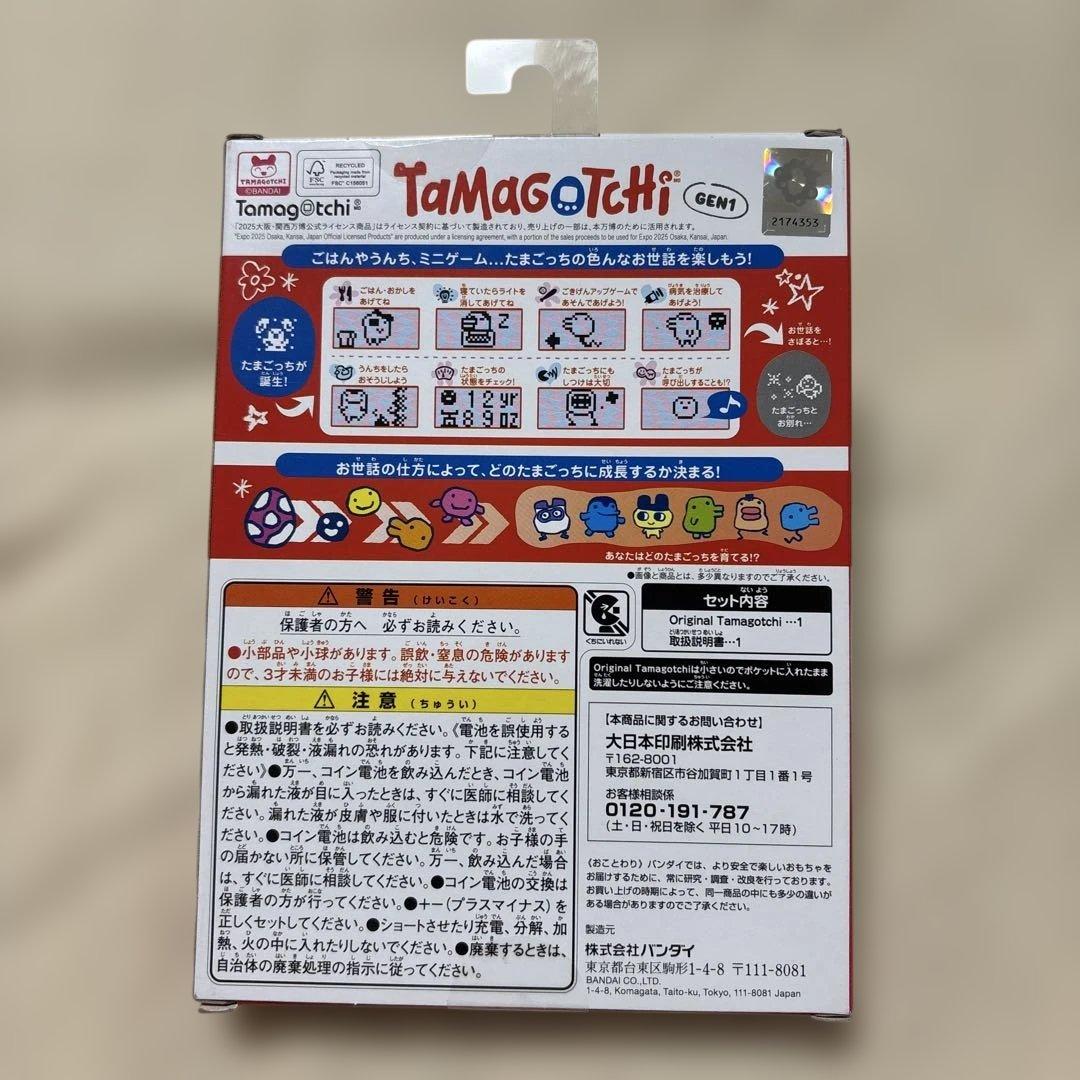 TAMAGOTCHI
©BANDAI
FSC
RECYCLED
Packaging made from recycled material
FSC® C156051
TAMAGOTCHI
GEN1
2174353
Tamagotchi
「2025大阪・関西万博公式ライセンス商品」はライセンス契約に基づいて製造されており、売り上げの一部は、本万博のために活用されます。
"Expo 2025 Osaka, Kansai, Japan Official Licensed Products" are produced under a licensing agreement, with a portion of the sales proceeds to be used for Expo 2025 Osaka, Kansai, Japan.
ごはんやうんち、ミニゲーム...たまごっちの色んなお世話を楽しもう!
ごはん・おかしを
あげてね
寝ていたらライトを
消してあげてね
ごきげんアップゲームで
あそんであげよう!
病気を治療して
あげよう!
お世話を
さぼると…!
たまごっちが
誕生!
うんちをしたら
おそうじしよう
たまごっちの
状態をチェック!
12yr
89oz
たまごっちにも
しつけは大切
たまごっちが
呼び出しすることも!?
たまごっちと
お別れ…
お世話の仕方によって、どのたまごっちに成長するか決まる!
あなたはどのたまごっちを育てる!?
●画像と商品とは、多少異なりますのでご了承ください。
警告(けいこく)
保護者の方へ 必ずお読みください。
●小部品や小球があります。誤飲・窒息の危険があります
ので、3才未満のお子様には絶対に与えないでください。
注意(ちゅうい)
●取扱説明書を必ずお読みください。《電池を誤使用する
と発熱・破裂・液漏れの恐れがあります。下記に注意してく
ださい》●万一、コイン電池を飲み込んだとき、コイン電池
から漏れた液が目に入ったときは、すぐに医師に相談してく
ださい。漏れた液が皮膚や服に付いたときは水で洗ってく
ださい。●コイン電池は飲み込むと危険です。お子様の手
の届かない所に保管してください。万一、飲み込んだ場合
は、すぐに医師に相談してください。●コイン電池の交換は
保護者の方が行ってください。●+-(プラスマイナス)を
正しくセットしてください。●ショートさせたり充電、分解、加
熱、火の中に入れたりしないでください。●廃棄するときは、
自治体の廃棄処理の指示に従ってください。
くちにいれない
セット内容
Original Tamagotchi…1
取扱説明書…1
Original Tamagotchiは小さいのでポケットに入れたまま
洗濯したりしないようにご注意ください。
【本商品に関するお問い合わせ】
大日本印刷株式会社
〒162-8001
東京都新宿区市谷加賀町1丁目1番1号
お客様相談係
0120-191-787
(土・日・祝日を除く 平日10~17時)
《おことわり》バンダイでは、より安全で楽しいおもちゃを
お届けするために、常に研究・調査・改良を行っております。
お買い上げの時期によって、同一商品の中にも多少の違いが
ある場合がありますのでご了承ください。
製造元
株式会社バンダイ
東京都台東区駒形1-4-8 〒111-8081
BANDAI CO.,LTD.
1-4-8, Komagata, Taito-ku, Tokyo, 111-8081 Japan